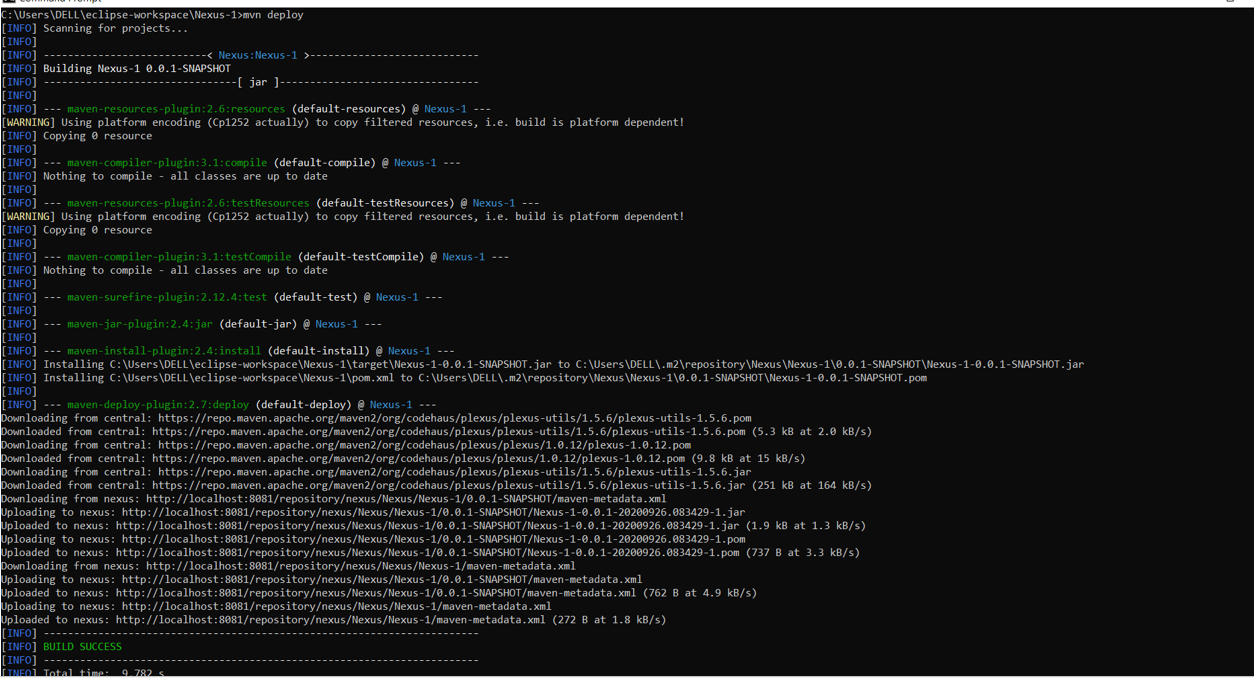 Command Prompt
C:\Users\DELL\eclipse-workspace\Nexus-1>mvn deploy
[INFO] Scanning for projects...
[INFO]
[INFO] ---------------------------< Nexus:Nexus-1 >----------------------------
[INFO] Building Nexus-1 0.0.1-SNAPSHOT
[INFO] --------------------------------[ jar ]---------------------------------
[INFO]
[INFO] --- maven-resources-plugin:2.6:resources (default-resources) @ Nexus-1 ---
[WARNING] Using platform encoding (Cp1252 actually) to copy filtered resources, i.e. build is platform dependent!
[INFO] Copying 0 resource
[INFO]
[INFO] --- maven-compiler-plugin:3.1:compile (default-compile) @ Nexus-1 ---
[INFO] Nothing to compile - all classes are up to date
[INFO]
[INFO] --- maven-resources-plugin:2.6:testResources (default-testResources) @ Nexus-1 ---
[WARNING] Using platform encoding (Cp1252 actually) to copy filtered resources, i.e. build is platform dependent!
[INFO] Copying 0 resource
[INFO]
[INFO] --- maven-compiler-plugin:3.1:testCompile (default-testCompile) @ Nexus-1 ---
[INFO] Nothing to compile - all classes are up to date
[INFO]
[INFO] --- maven-surefire-plugin:2.12.4:test (default-test) @ Nexus-1 ---
[INFO]
[INFO] --- maven-jar-plugin:2.4:jar (default-jar) @ Nexus-1 ---
[INFO]
[INFO] --- maven-install-plugin:2.4:install (default-install) @ Nexus-1 ---
[INFO] Installing C:\Users\DELL\eclipse-workspace\Nexus-1\target\Nexus-1-0.0.1-SNAPSHOT.jar to C:\Users\DELL\.m2\repository\Nexus\Nexus-1\0.0.1-SNAPSHOT\Nexus-1-0.0.1-SNAPSHOT.jar
[INFO] Installing C:\Users\DELL\eclipse-workspace\Nexus-1\pom.xml to C:\Users\DELL\.m2\repository\Nexus\Nexus-1\0.0.1-SNAPSHOT\Nexus-1-0.0.1-SNAPSHOT.pom
[INFO]
[INFO] --- maven-deploy-plugin:2.7:deploy (default-deploy) @ Nexus-1 ---
Downloading from central: https://repo.maven.apache.org/maven2/org/codehaus/plexus/plexus-utils/1.5.6/plexus-utils-1.5.6.pom
Downloaded from central: https://repo.maven.apache.org/maven2/org/codehaus/plexus/plexus-utils/1.5.6/plexus-utils-1.5.6.pom (5.3 kB at 2.0 kB/s)
Downloading from central: https://repo.maven.apache.org/maven2/org/codehaus/plexus/plexus/1.0.12/plexus-1.0.12.pom
Downloaded from central: https://repo.maven.apache.org/maven2/org/codehaus/plexus/plexus/1.0.12/plexus-1.0.12.pom (9.8 kB at 15 kB/s)
Downloading from central: https://repo.maven.apache.org/maven2/org/codehaus/plexus/plexus-utils/1.5.6/plexus-utils-1.5.6.jar
Downloaded from central: https://repo.maven.apache.org/maven2/org/codehaus/plexus/plexus-utils/1.5.6/plexus-utils-1.5.6.jar (251 kB at 164 kB/s)
Downloading from nexus: http://localhost:8081/repository/nexus/Nexus/Nexus-1/0.0.1-SNAPSHOT/maven-metadata.xml
Uploading to nexus: http://localhost:8081/repository/nexus/Nexus/Nexus-1/0.0.1-SNAPSHOT/Nexus-1-0.0.1-20200926.083429-1.jar
Uploaded to nexus: http://localhost:8081/repository/nexus/Nexus/Nexus-1/0.0.1-SNAPSHOT/Nexus-1-0.0.1-20200926.083429-1.jar (1.9 kB at 1.3 kB/s)
Uploading to nexus: http://localhost:8081/repository/nexus/Nexus/Nexus-1/0.0.1-SNAPSHOT/Nexus-1-0.0.1-20200926.083429-1.pom
Uploaded to nexus: http://localhost:8081/repository/nexus/Nexus/Nexus-1/0.0.1-SNAPSHOT/Nexus-1-0.0.1-20200926.083429-1.pom (737 B at 3.3 kB/s)
Downloading from nexus: http://localhost:8081/repository/nexus/Nexus/Nexus-1/maven-metadata.xml
Uploading to nexus: http://localhost:8081/repository/nexus/Nexus/Nexus-1/0.0.1-SNAPSHOT/maven-metadata.xml
Uploaded to nexus: http://localhost:8081/repository/nexus/Nexus/Nexus-1/0.0.1-SNAPSHOT/maven-metadata.xml (762 B at 4.9 kB/s)
Uploading to nexus: http://localhost:8081/repository/nexus/Nexus/Nexus-1/maven-metadata.xml
Uploaded to nexus: http://localhost:8081/repository/nexus/Nexus/Nexus-1/maven-metadata.xml (272 B at 1.8 kB/s)
[INFO] ------------------------------------------------------------------------
[INFO] BUILD SUCCESS
[INFO] ------------------------------------------------------------------------
[INFO] Total time:  9.782 s